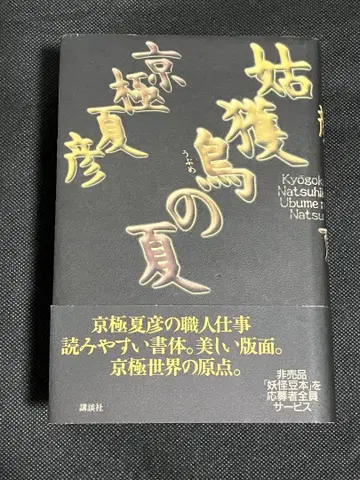 姑獲鳥の夏
うぶめ
京極夏彦
Kyōgok
Natsuhik
Ubume n
Natsu
京極夏彦の職人仕事
読みやすい書体。美しい版面。
京極世界の原点。
講談社
非売品
「妖怪豆本」を
応募者全員
サービス